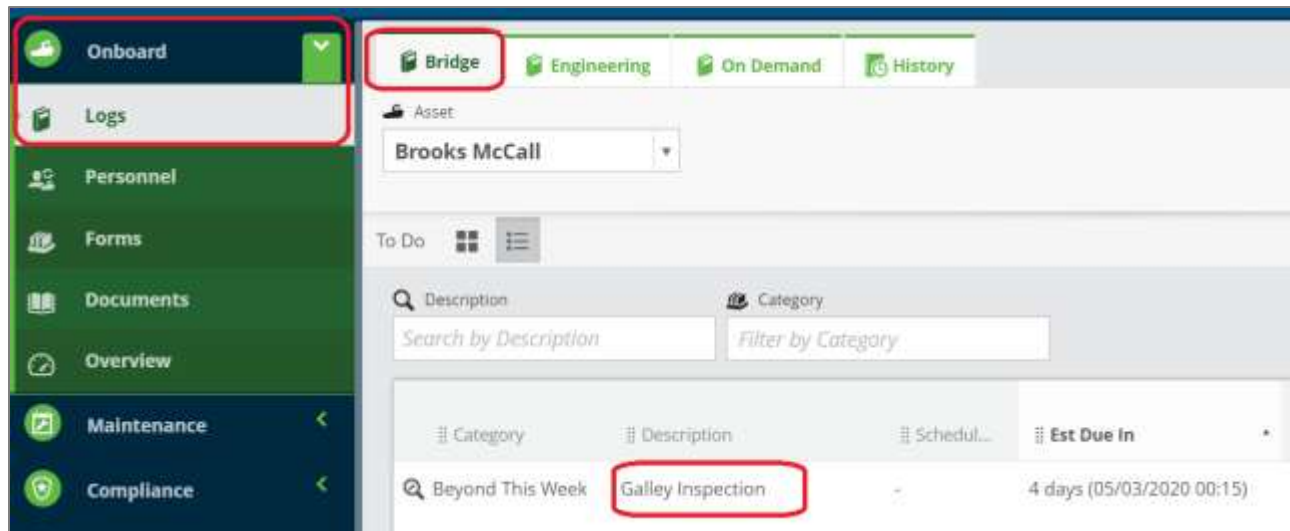 Onboard
Logs
Personnel
Forms
Documents
Overview
Maintenance
Compliance
Bridge Engineering On Demand History
Asset
Brooks McCall
To Do
Description Category
Search by Description Filter by Category
Category Description Schedul... Est Due In
Beyond This Week Galley Inspection - 4 days (05/03/2020 00:15)